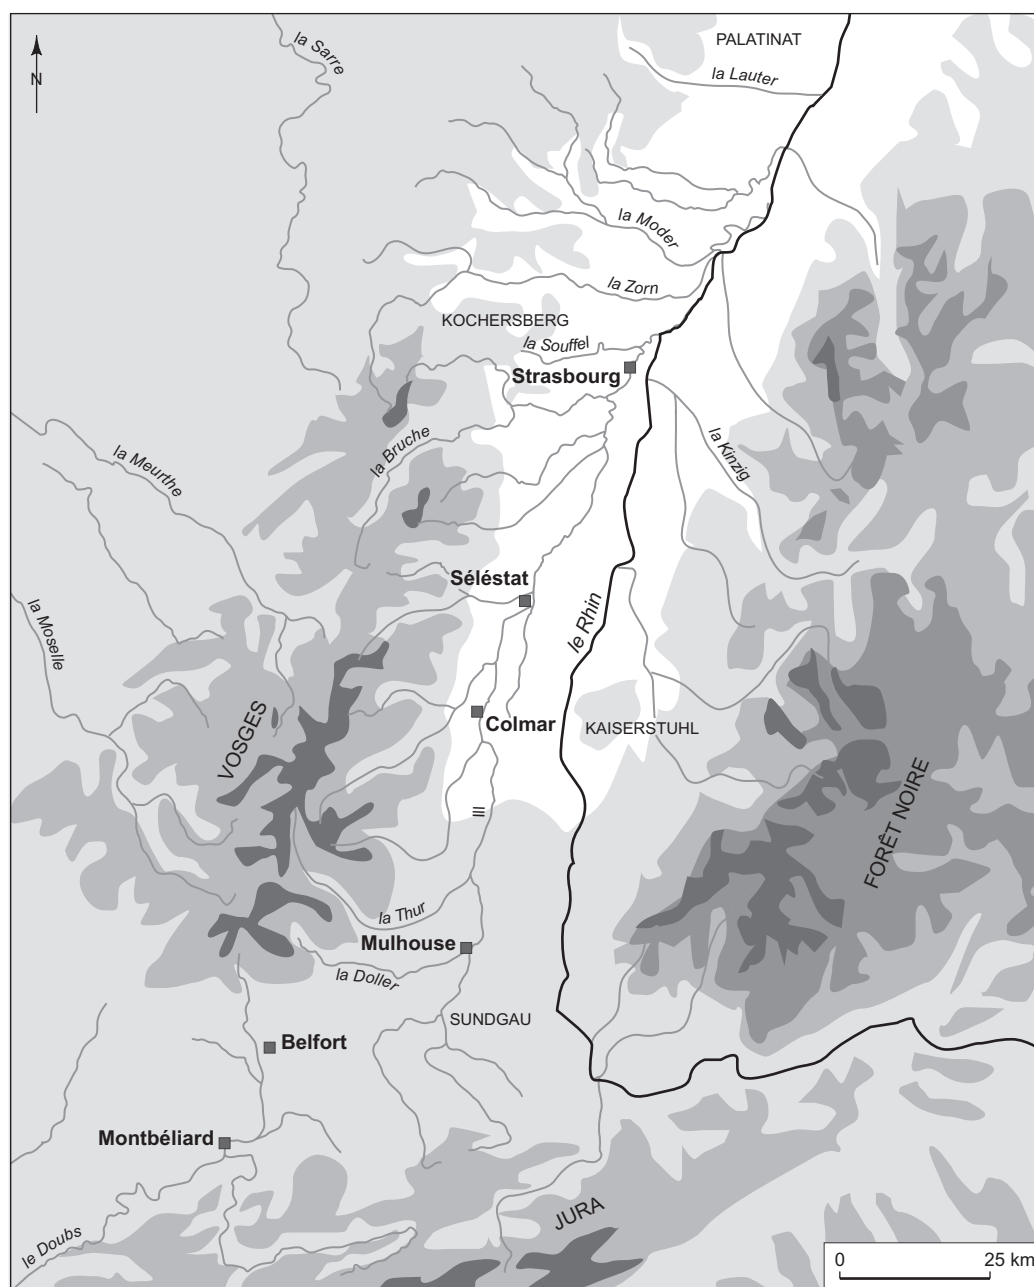 PALATINAT
la Sarre
la Lauter
N
la Moder
la Zorn
KOCHERSBERG
la Souffel
Strasbourg
la Kinzig
la Bruche
la Meurthe
Séléstat
la Moselle
le Rhin
Colmar
KAISERSTUHL
VOSGES
FORÊT NOIRE
la Thur
Mulhouse
la Doller
SUNDGAU
Belfort
Montbéliard
JURA
le Doubs
0 25 km